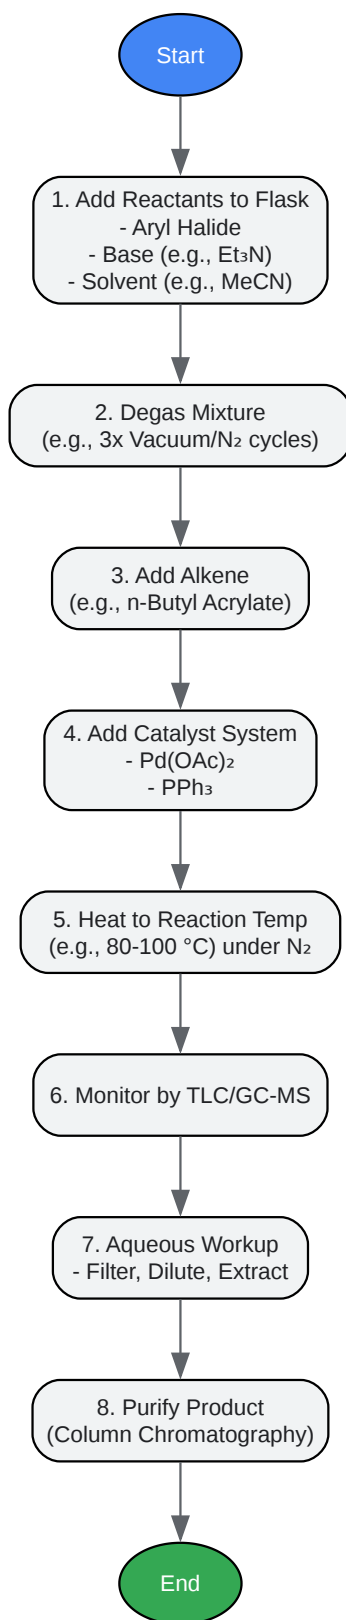 Start
1. Add Reactants to Flask
- Aryl Halide
- Base (e.g., Et₃N)
- Solvent (e.g., MeCN)
2. Degas Mixture
(e.g., 3x Vacuum/N₂ cycles)
3. Add Alkene
(e.g., n-Butyl Acrylate)
4. Add Catalyst System
- Pd(OAc)₂
- PPh₃
5. Heat to Reaction Temp
(e.g., 80-100 °C) under N₂
6. Monitor by TLC/GC-MS
7. Aqueous Workup
- Filter, Dilute, Extract
8. Purify Product
(Column Chromatography)
End